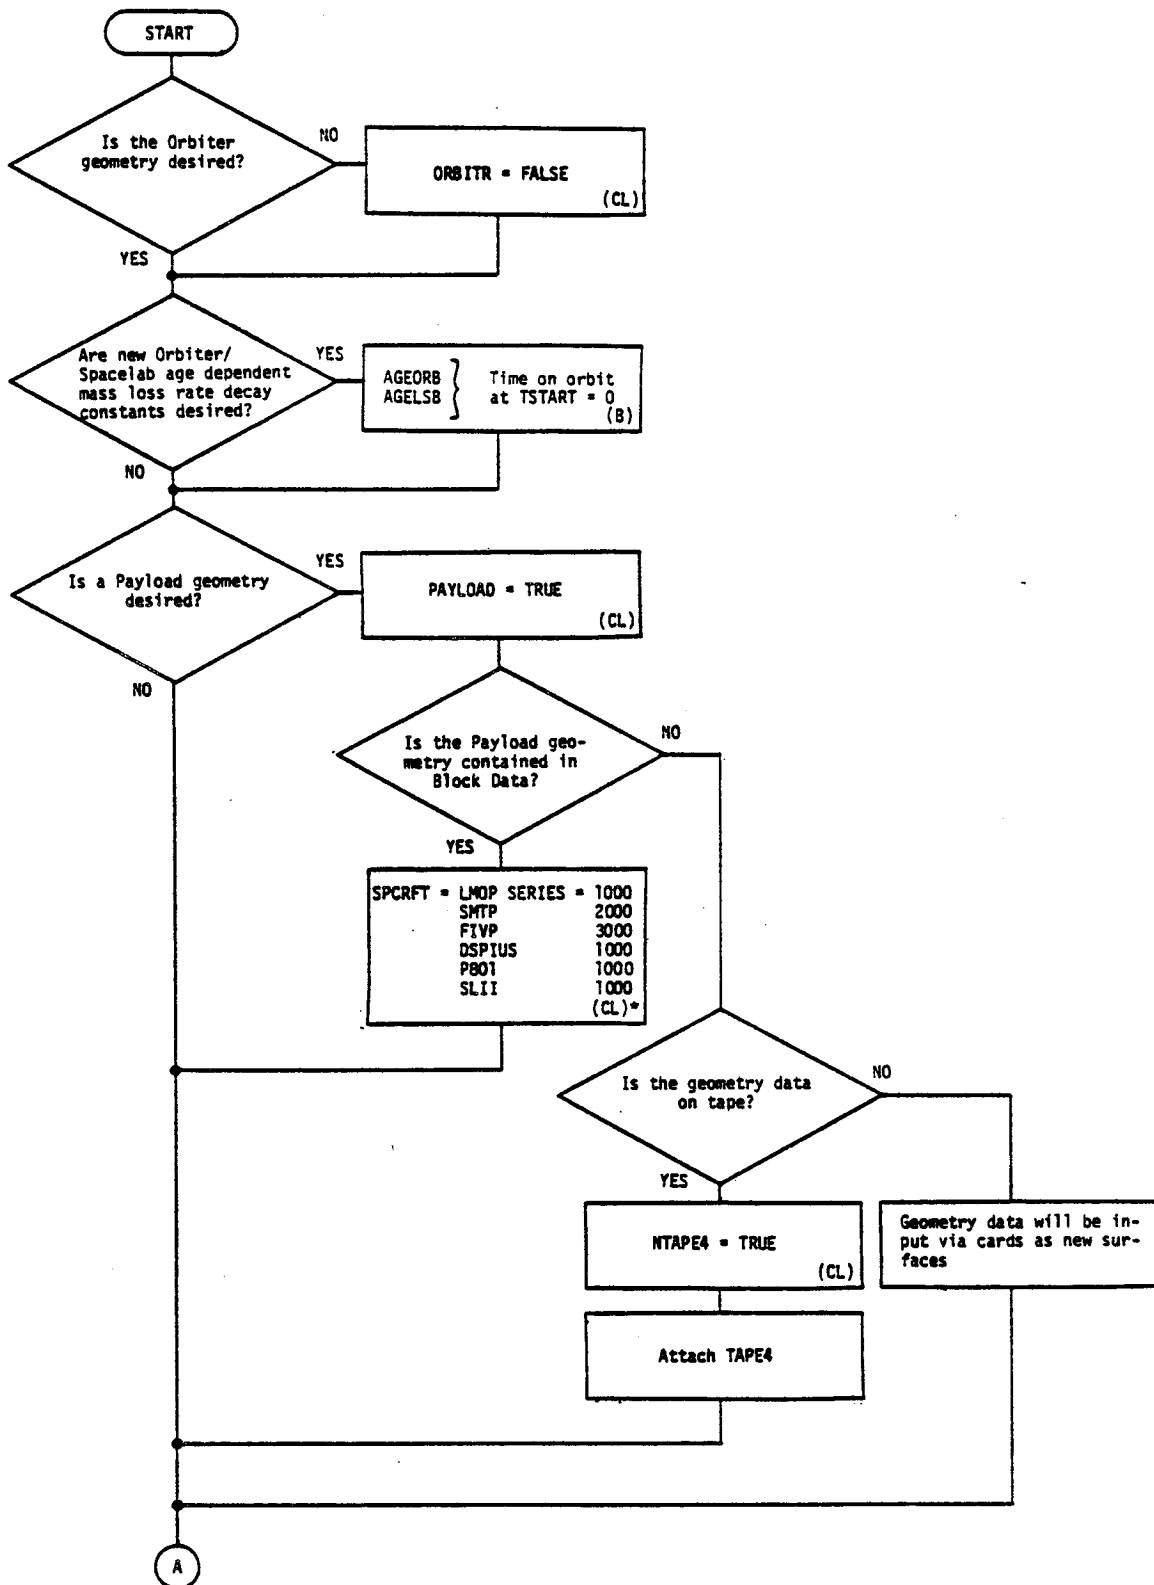 START
Is the Orbiter
geometry desired?
NO
ORBITR = FALSE
(CL)
YES
Are new Orbiter/
Spacelab age dependent
mass loss rate decay
constants desired?
YES
AGEORB
AGELSB
Time on orbit
at TSTART = 0
(B)
NO
Is a Payload geometry
desired?
YES
PAYLOAD = TRUE
(CL)
NO
Is the Payload geo-
metry contained in
Block Data?
NO
YES
SPCRFT = LMOP SERIES = 1000
SMTP 2000
FIVP 3000
DSPIUS 1000
P801 1000
SLII 1000
(CL)*
Is the geometry data
on tape?
NO
YES
NTAPE4 = TRUE
(CL)
Geometry data will be in-
put via cards as new sur-
faces
Attach TAPE4
A